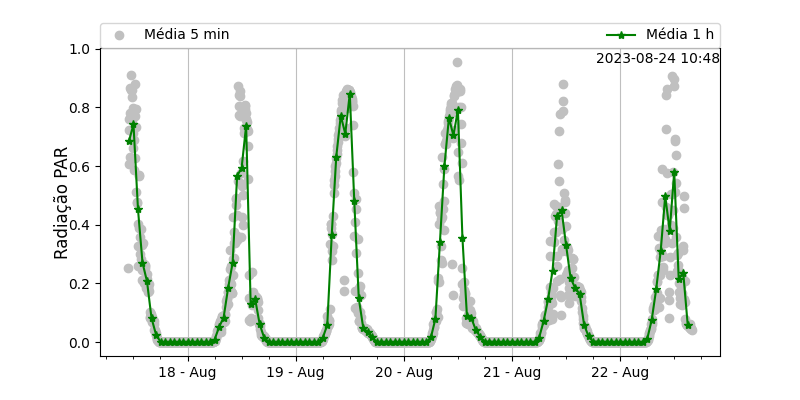 Média 5 min
Média 1 h
2023-08-24 10:48
Radiação PAR
1.0
0.8
0.6
0.4
0.2
0.0
18 - Aug
19 - Aug
20 - Aug
21 - Aug
22 - Aug